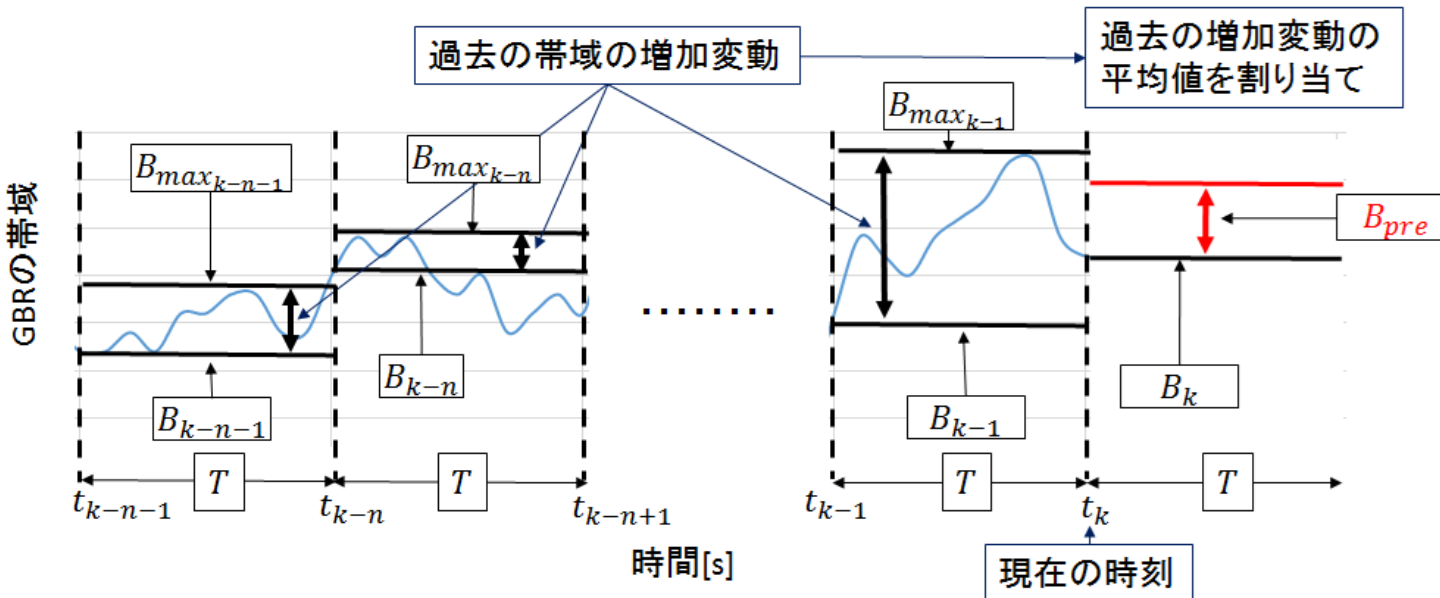 過去の帯域の増加変動
過去の増加変動の
平均値を割り当て
B_{max_{k-1}}
B_{max_{k-n-1}}
B_{max_{k-n}}
GBRの帯域
B_{pre}
........
B_{k-n}
B_k
B_{k-n-1}
B_{k-1}
T
T
T
T
t_{k-n-1}
t_{k-n}
t_{k-n+1}
t_{k-1}
t_k
時間[s]
現在の時刻